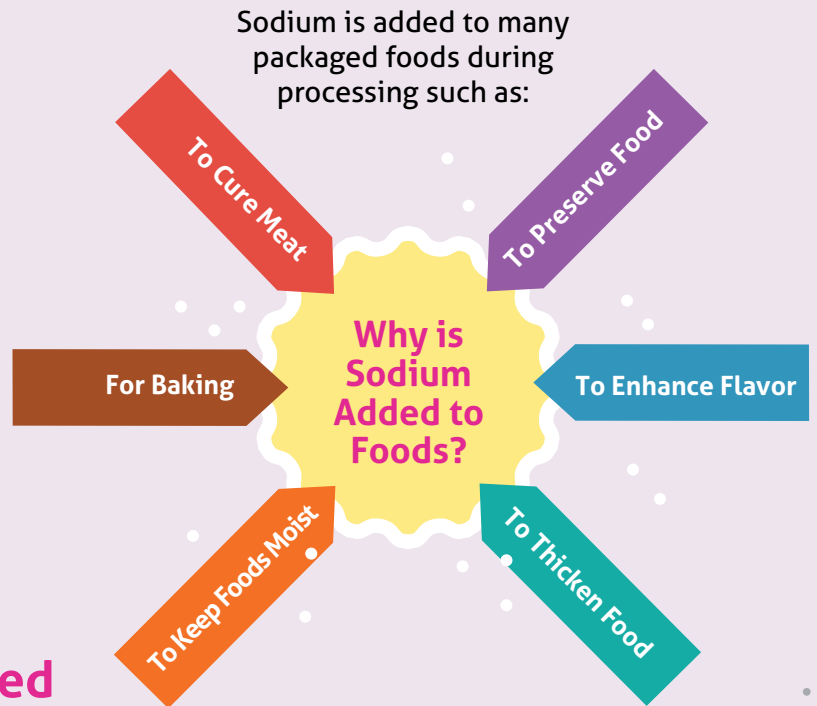 Sodium is added to many
packaged foods during
processing such as:
To Cure Meat
To Preserve Food
Why is
Sodium
Added to
Foods?
For Baking
To Enhance Flavor
To Keep Foods Moist
To Thicken Food
ed